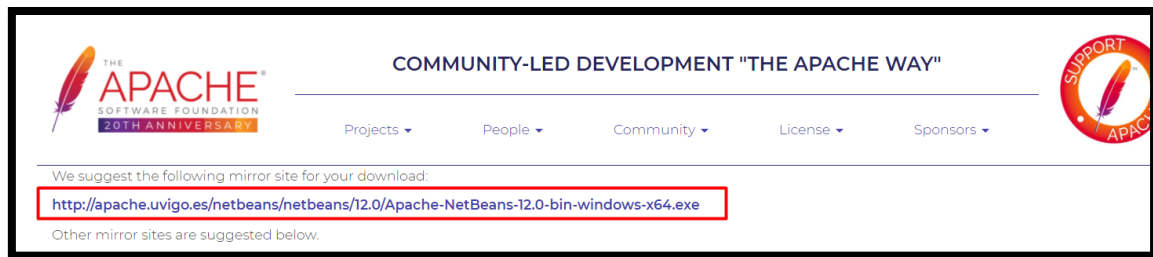 THE
APACHE®
SOFTWARE FOUNDATION
20TH ANNIVERSARY
COMMUNITY-LED DEVELOPMENT "THE APACHE WAY"
Projects
People
Community
License
Sponsors
SUPPORT
APAC
We suggest the following mirror site for your download:
http://apache.uvigo.es/netbeans/netbeans/12.0/Apache-NetBeans-12.0-bin-windows-x64.exe
Other mirror sites are suggested below.